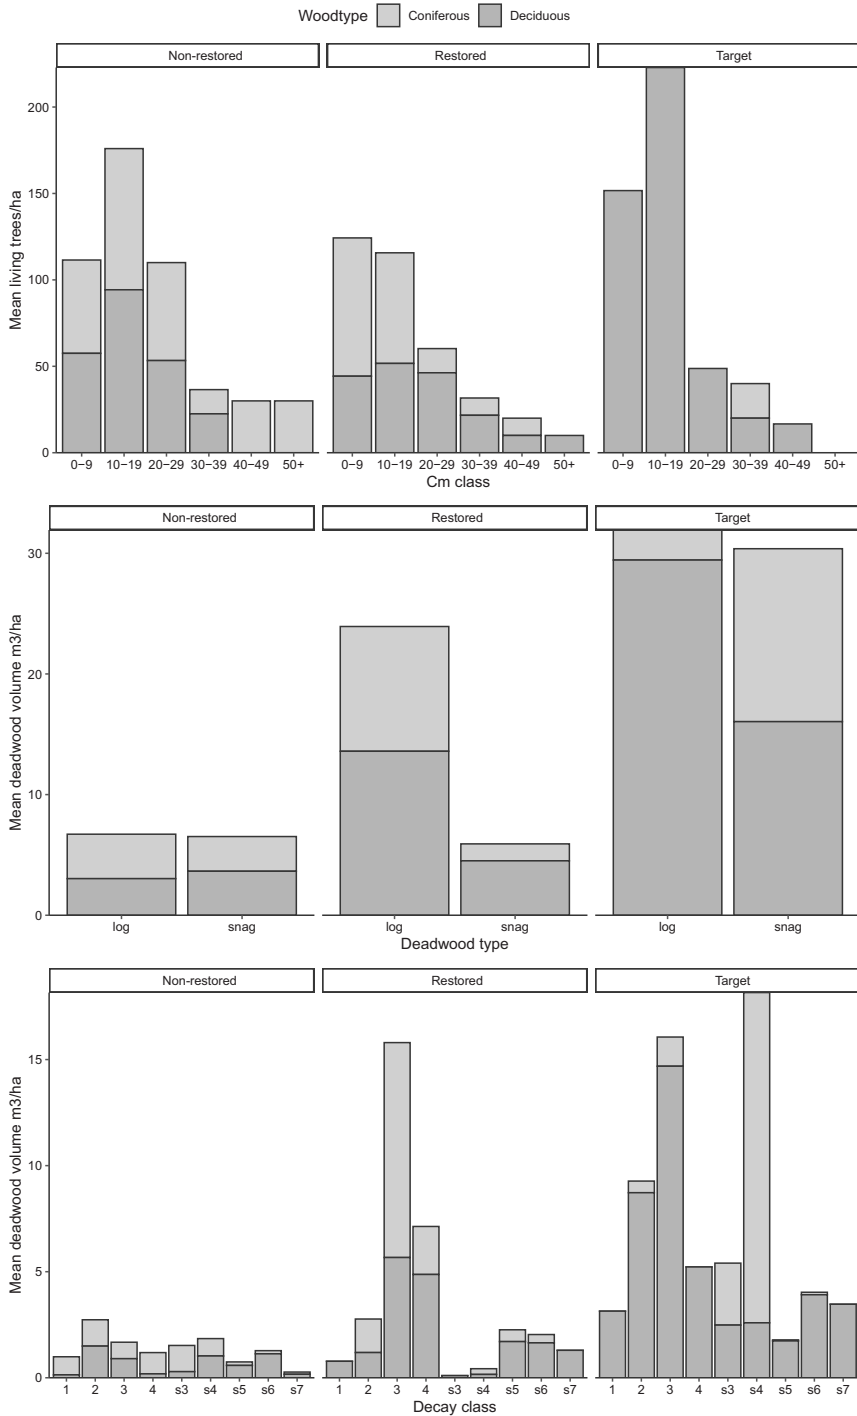 Woodtype Coniferous Deciduous
Non-restored Restored Target
Mean living trees/ha
200
150
100
50
0
0−9 10−19 20−29 30−39 40−49 50+ 0−9 10−19 20−29 30−39 40−49 50+ 0−9 10−19 20−29 30−39 40−49 50+
Cm class
Non-restored Restored Target
Mean deadwood volume m3/ha
30
20
10
0
log snag log snag log snag
Deadwood type
Non-restored Restored Target
Mean deadwood volume m3/ha
15
10
5
0
1 2 3 4 s3 s4 s5 s6 s7 1 2 3 4 s3 s4 s5 s6 s7 1 2 3 4 s3 s4 s5 s6 s7
Decay class